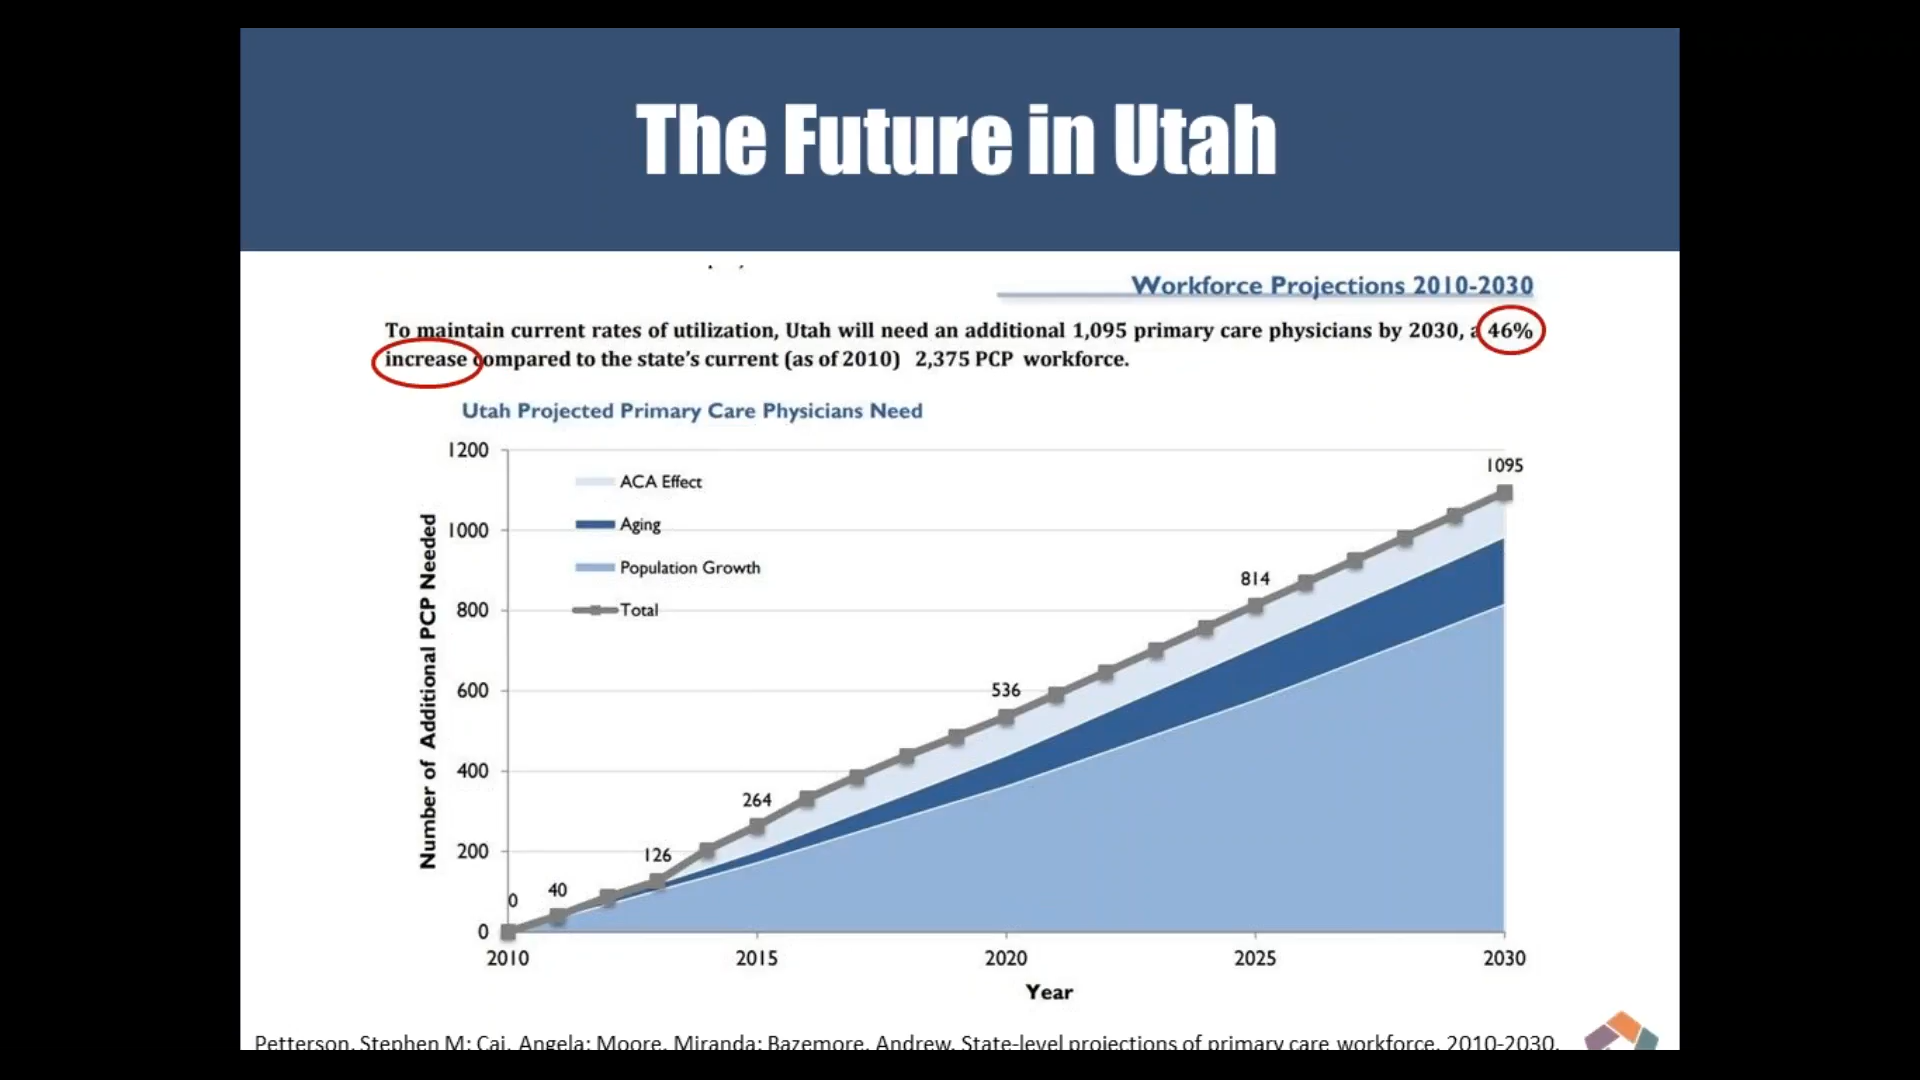 The Future in Utah
Workforce Projections 2010-2030
To maintain current rates of utilization, Utah will need an additional 1,095 primary care physicians by 2030, a 46%
increase compared to the state's current (as of 2010) 2,375 PCP workforce.
Utah Projected Primary Care Physicians Need
Number of Additional PCP Needed
1200
1000
800
600
400
200
0
ACA Effect
Aging
Population Growth
Total
0
40
126
264
536
814
1095
2010
2015
2020
2025
2030
Year
Petterson, Stephen M; Cai, Angela; Moore, Miranda; Bazemore, Andrew. State-level projections of primary care workforce, 2010-2030.